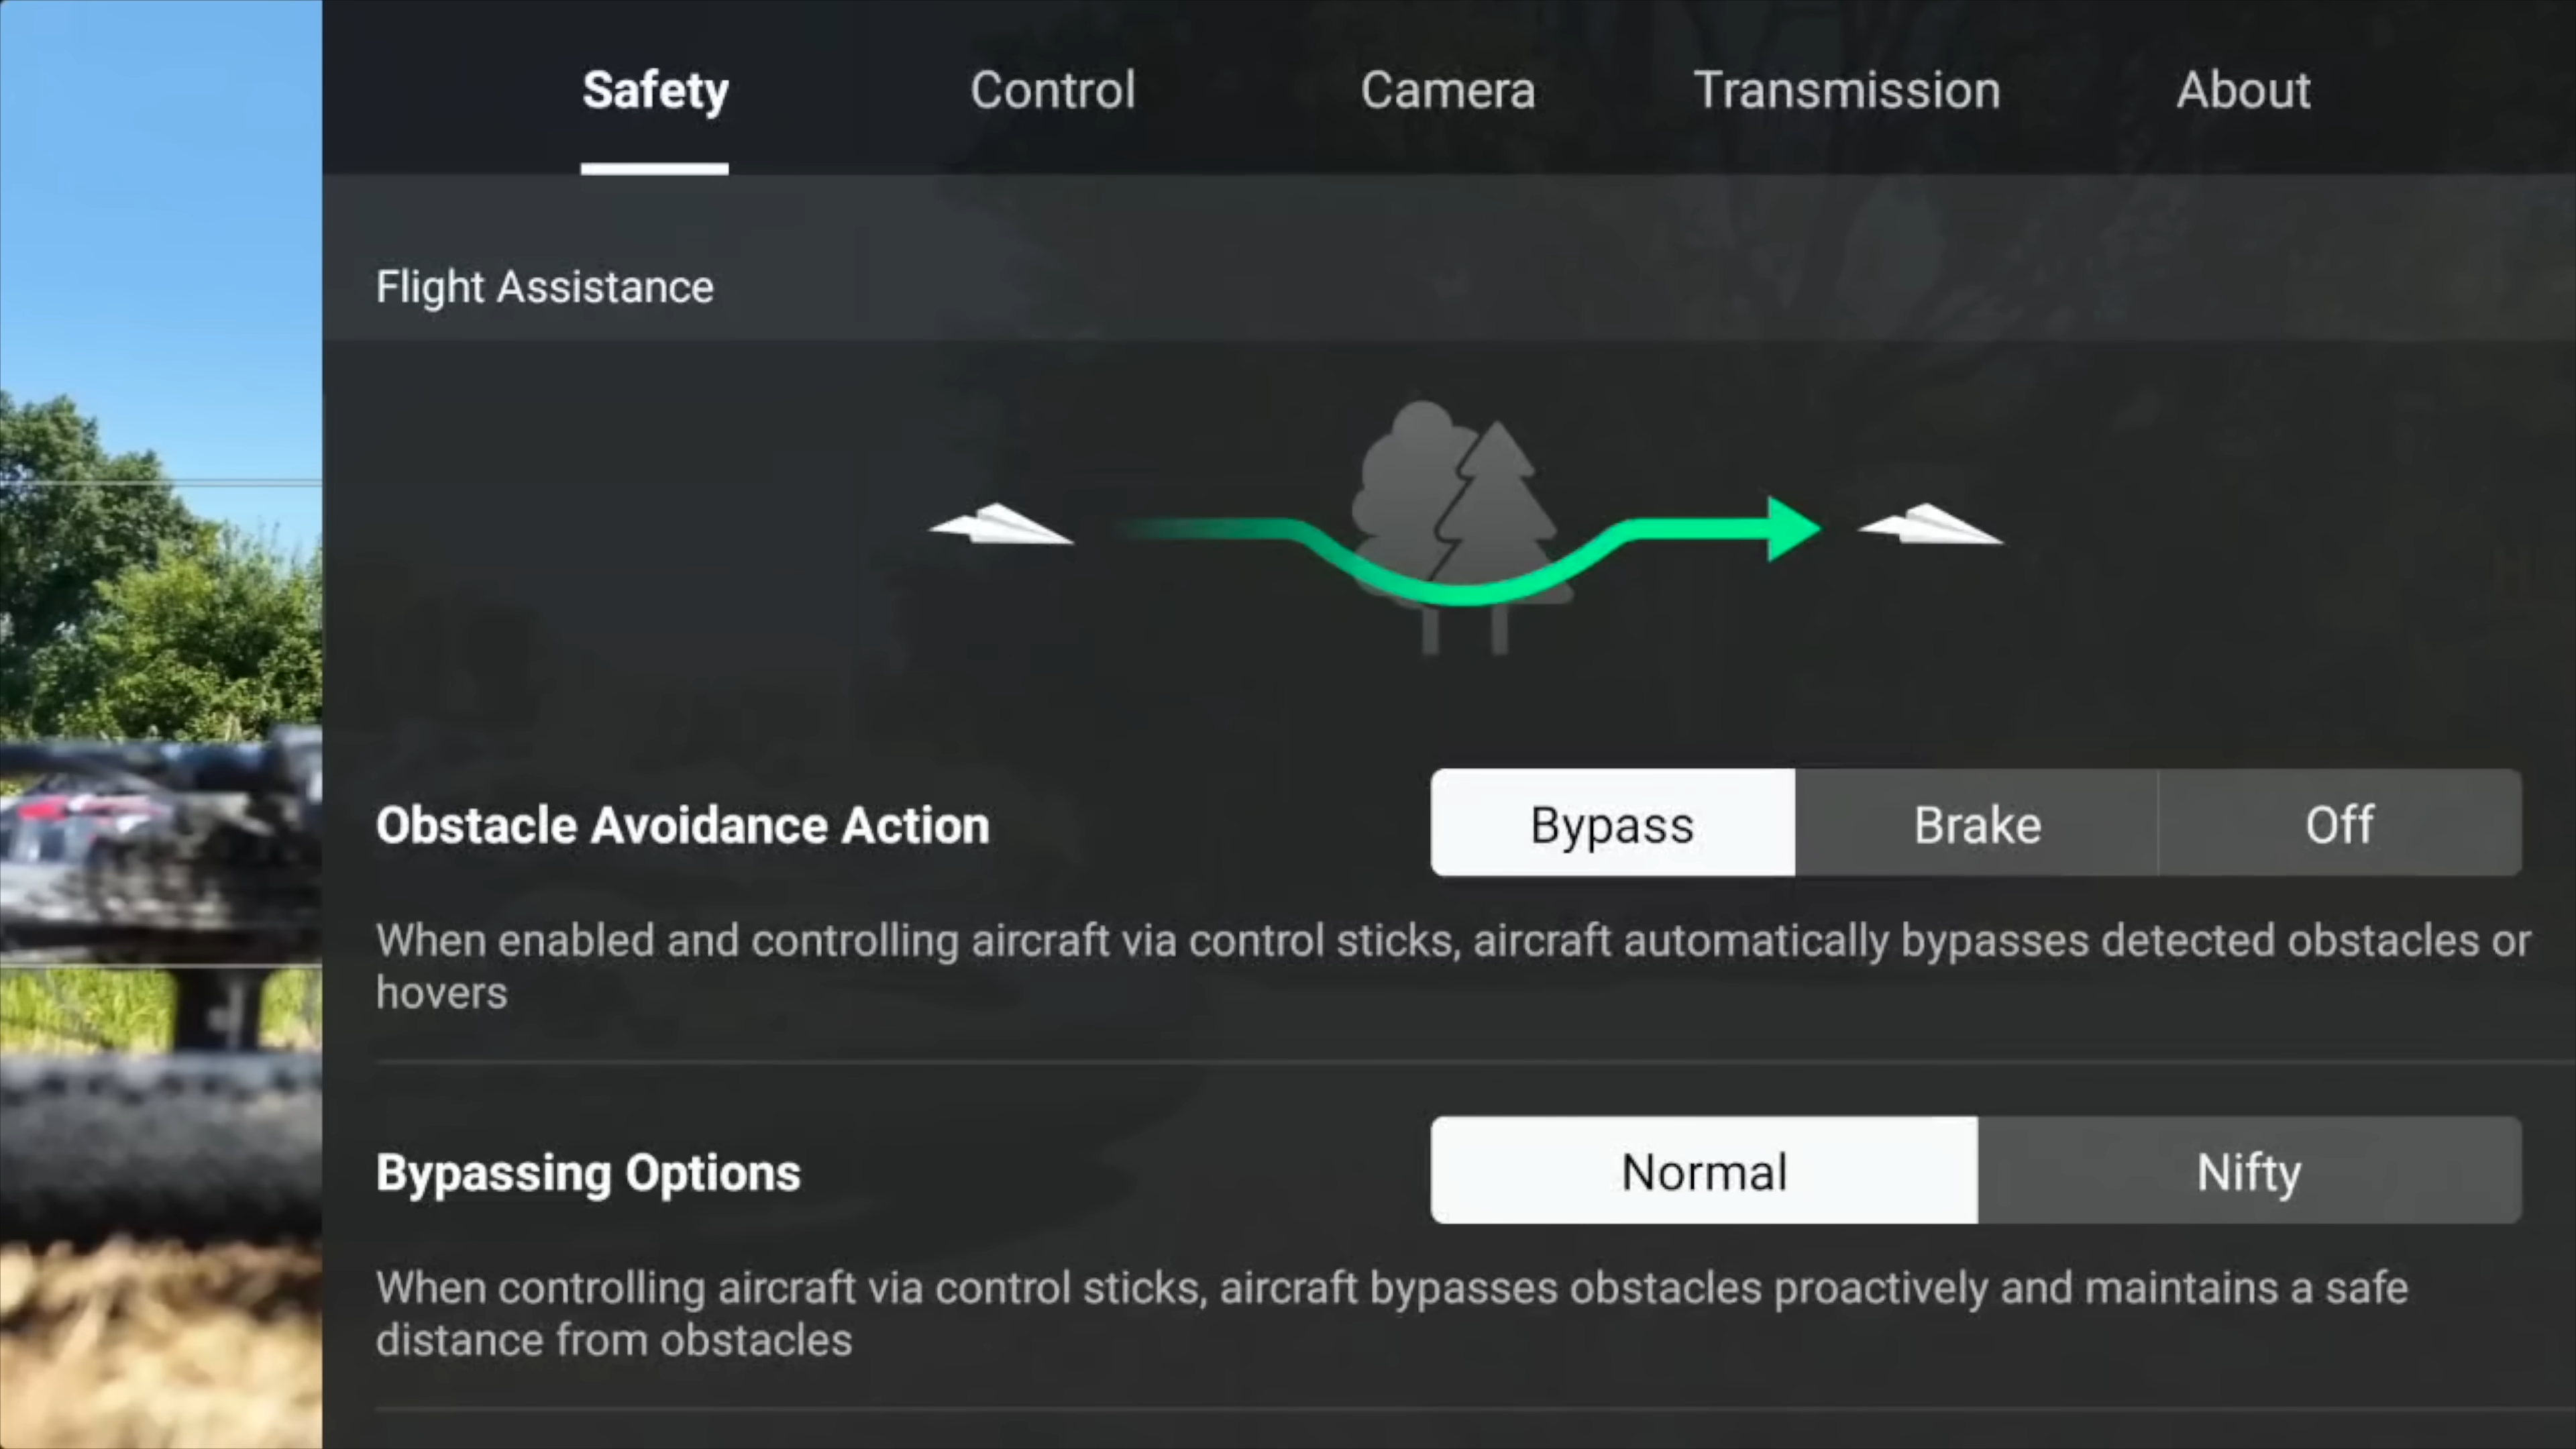 Safety Control Camera Transmission About
Flight Assistance
Obstacle Avoidance Action Bypass Brake Off
When enabled and controlling aircraft via control sticks, aircraft automatically bypasses detected obstacles or
hovers
Bypassing Options Normal Nifty
When controlling aircraft via control sticks, aircraft bypasses obstacles proactively and maintains a safe
distance from obstacles